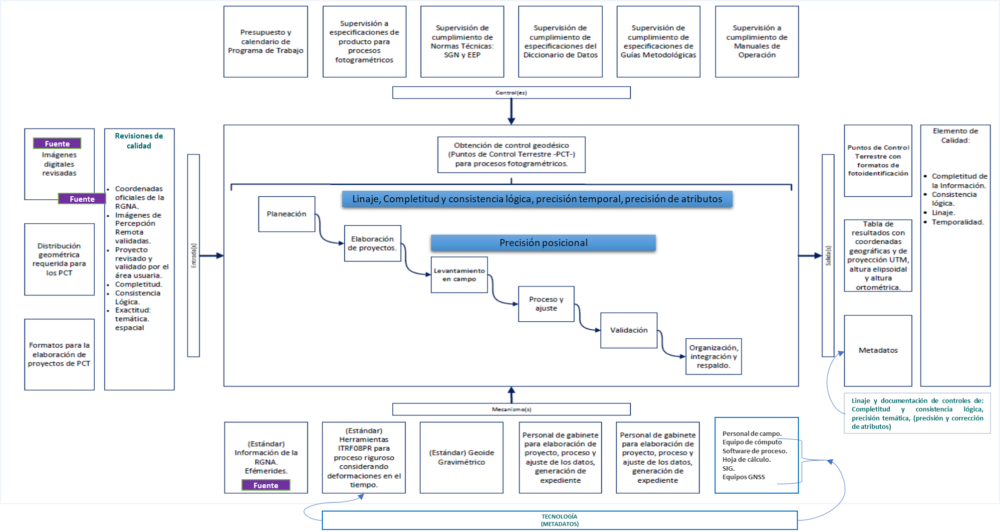 Presupuesto y
calendario de
Programa de Trabajo
Supervisión a
especificaciones de
producto para
procesos
fotogramétricos
Supervisión de
cumplimiento de
Normas Técnicas:
SGN y EEP
Supervisión de
cumplimiento de
especificaciones del
Diccionario de Datos
Supervisión de
cumplimiento de
especificaciones de
Guías Metodológicas
Supervisión a
cumplimiento de
Manuales de
Operación
Control(es)
Fuente
Imágenes
digitales
revisadas
Fuente
Distribución
geométrica
requerida para
los PCT
Formatos para la
elaboración de
proyectos de PCT
Revisiones de
calidad
• Coordenadas
oficiales de la
RGNA.
• Imágenes de
Percepción
Remota
validadas.
• Proyecto
revisado y
validado por el
área usuaria.
• Completitud.
• Consistencia
Lógica.
• Exactitud:
temática.
espacial
Entrada(s)
Obtención de control geodésico
(Puntos de Control Terrestre -PCT-)
para procesos fotogramétricos.
Linaje, Completitud y consistencia lógica, precisión temporal, precisión de atributos
Planeación
Elaboración
de proyectos.
Precisión posicional
Levantamiento
en campo
Proceso y
ajuste
Validación
Organización,
integración y
respaldo.
Salida(s)
Puntos de Control
Terrestre con
formatos de
fotoidentificación
Tabla de
resultados con
coordenadas
geográficas y de
proyección UTM,
altura elipsoidal
y altura
ortométrica.
Metadatos
Elemento de
Calidad:
• Completitud de
la Información.
• Consistencia
lógica.
• Linaje.
• Temporalidad.
Linaje y documentación de controles de:
Completitud y consistencia lógica,
precisión temática, (precisión y corrección
de atributos)
Mecanismo(s)
(Estándar)
Información de la
RGNA.
Efémerides.
Fuente
(Estándar)
Herramientas
ITRF08PR para
proceso riguroso
considerando
deformaciones en el
tiempo.
(Estándar) Geoide
Gravimétrico
Personal de gabinete
para elaboración de
proyecto, proceso y
ajuste de los datos,
generación de
expediente
Personal de gabinete
para elaboración de
proyecto, proceso y
ajuste de los datos,
generación de
expediente
Personal de campo.
Equipo de cómputo
Software de proceso.
Hoja de cálculo.
SIG.
Equipos GNSS
TECNOLOGÍA
(METADATOS)